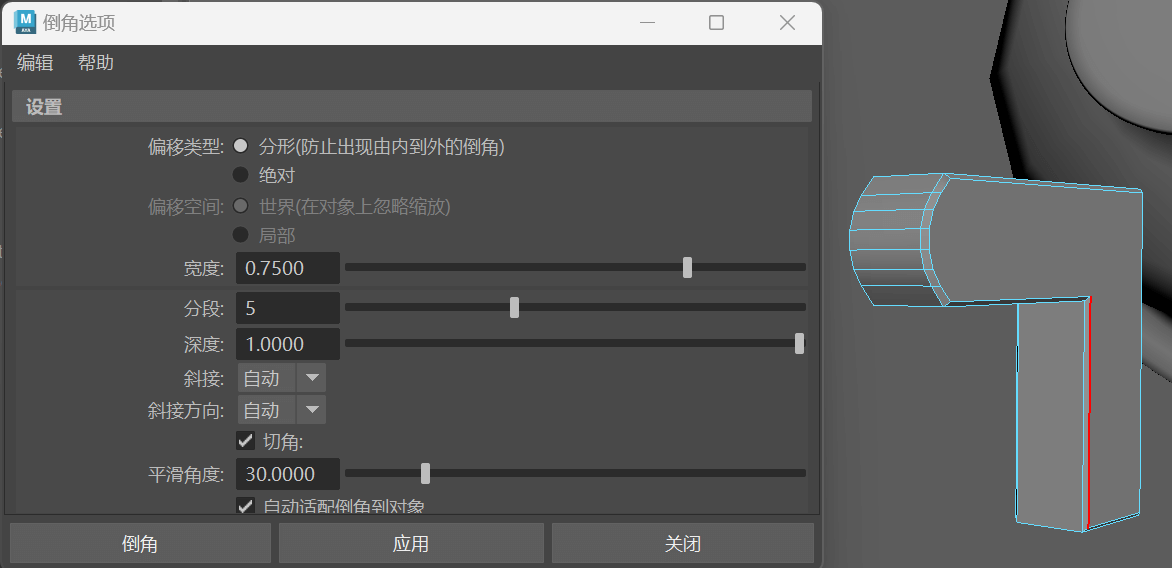 倒角选项
编辑 帮助
设置
偏移类型: 分形(防止出现由内到外的倒角)
绝对
偏移空间: 世界(在对象上忽略缩放)
局部
宽度: 0.7500
分段: 5
深度: 1.0000
斜接: 自动
斜接方向: 自动
切角:
平滑角度: 30.0000
自动适配倒角到对象
倒角 应用 关闭